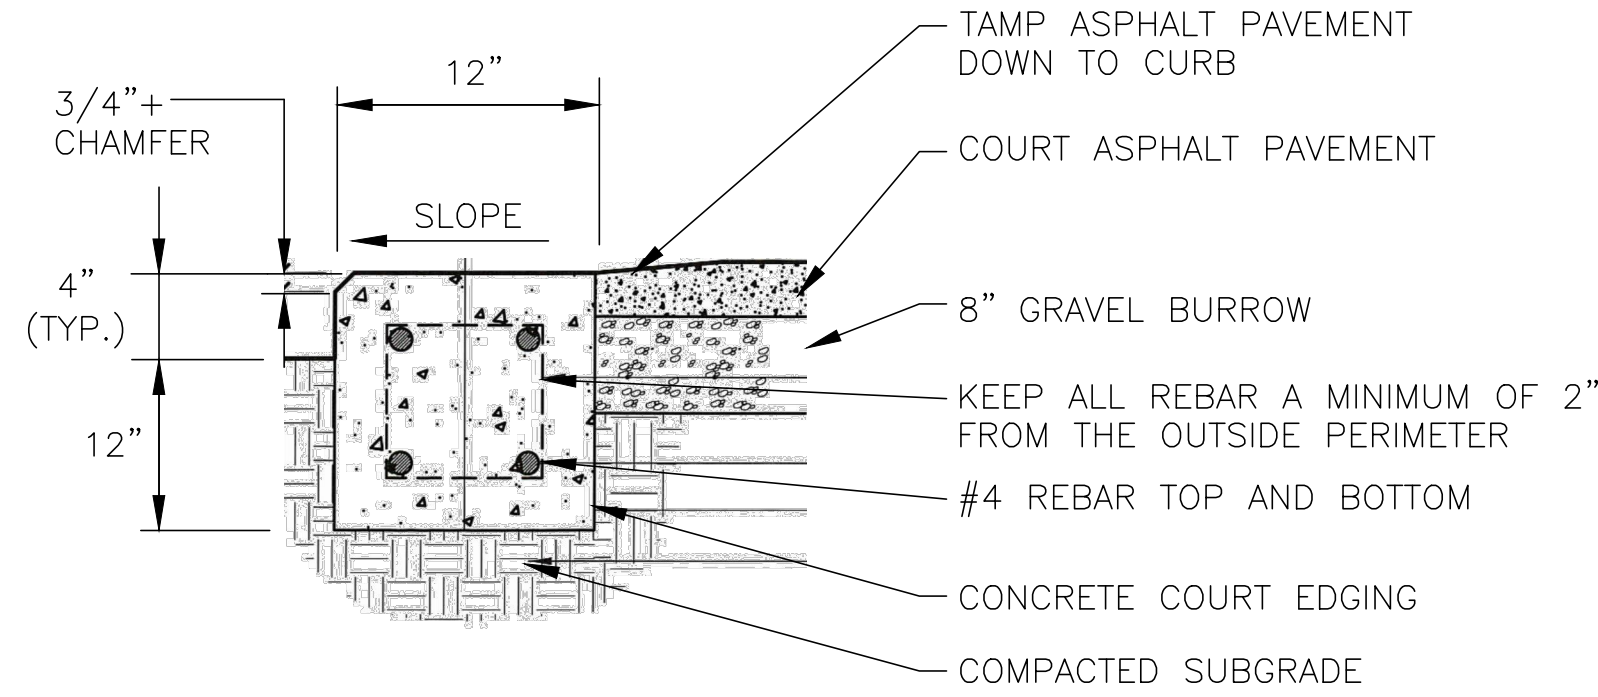 TAMP ASPHALT PAVEMENT
DOWN TO CURB
12”
3/4”+
CHAMFER
COURT ASPHALT PAVEMENT
SLOPE
4”
(TYP.)
8” GRAVEL BURROW
KEEP ALL REBAR A MINIMUM OF 2”
FROM THE OUTSIDE PERIMETER
12”
#4 REBAR TOP AND BOTTOM
CONCRETE COURT EDGING
COMPACTED SUBGRADE